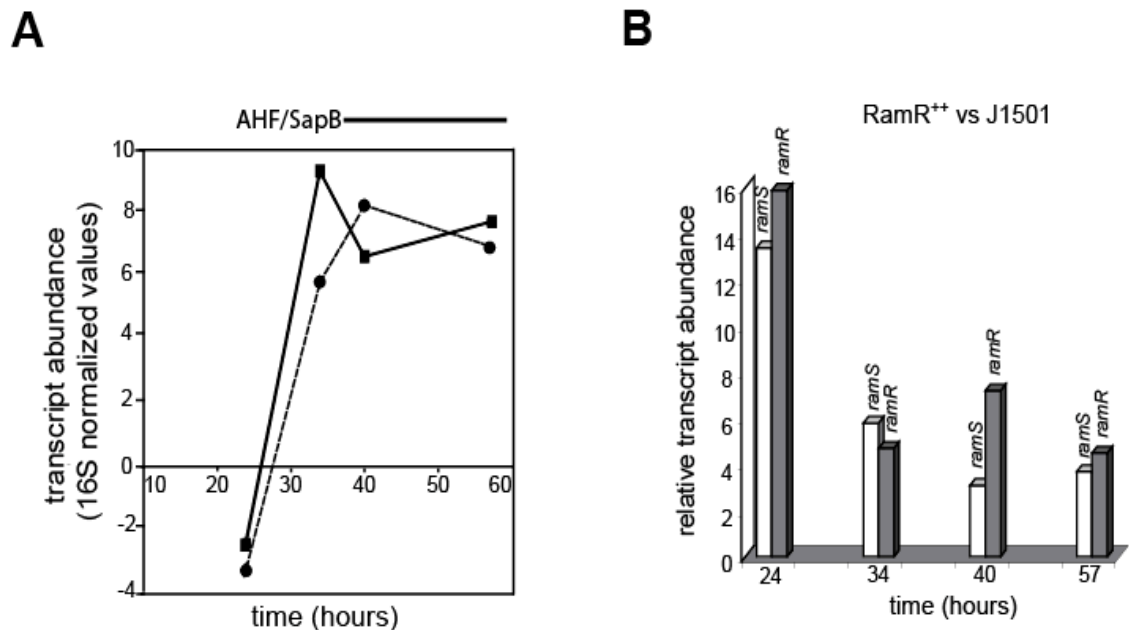 A
AHF/SapB
10
8
6
4
2
0
-2
-4
10 20 30 40 50 60
transcript abundance
(16S normalized values)
time (hours)
B
RamR++ vs J1501
16
14
12
10
8
6
4
2
0
relative transcript abundance
ramS ramR
ramS ramR
ramS ramR
ramS ramR
24 34 40 57
time (hours)